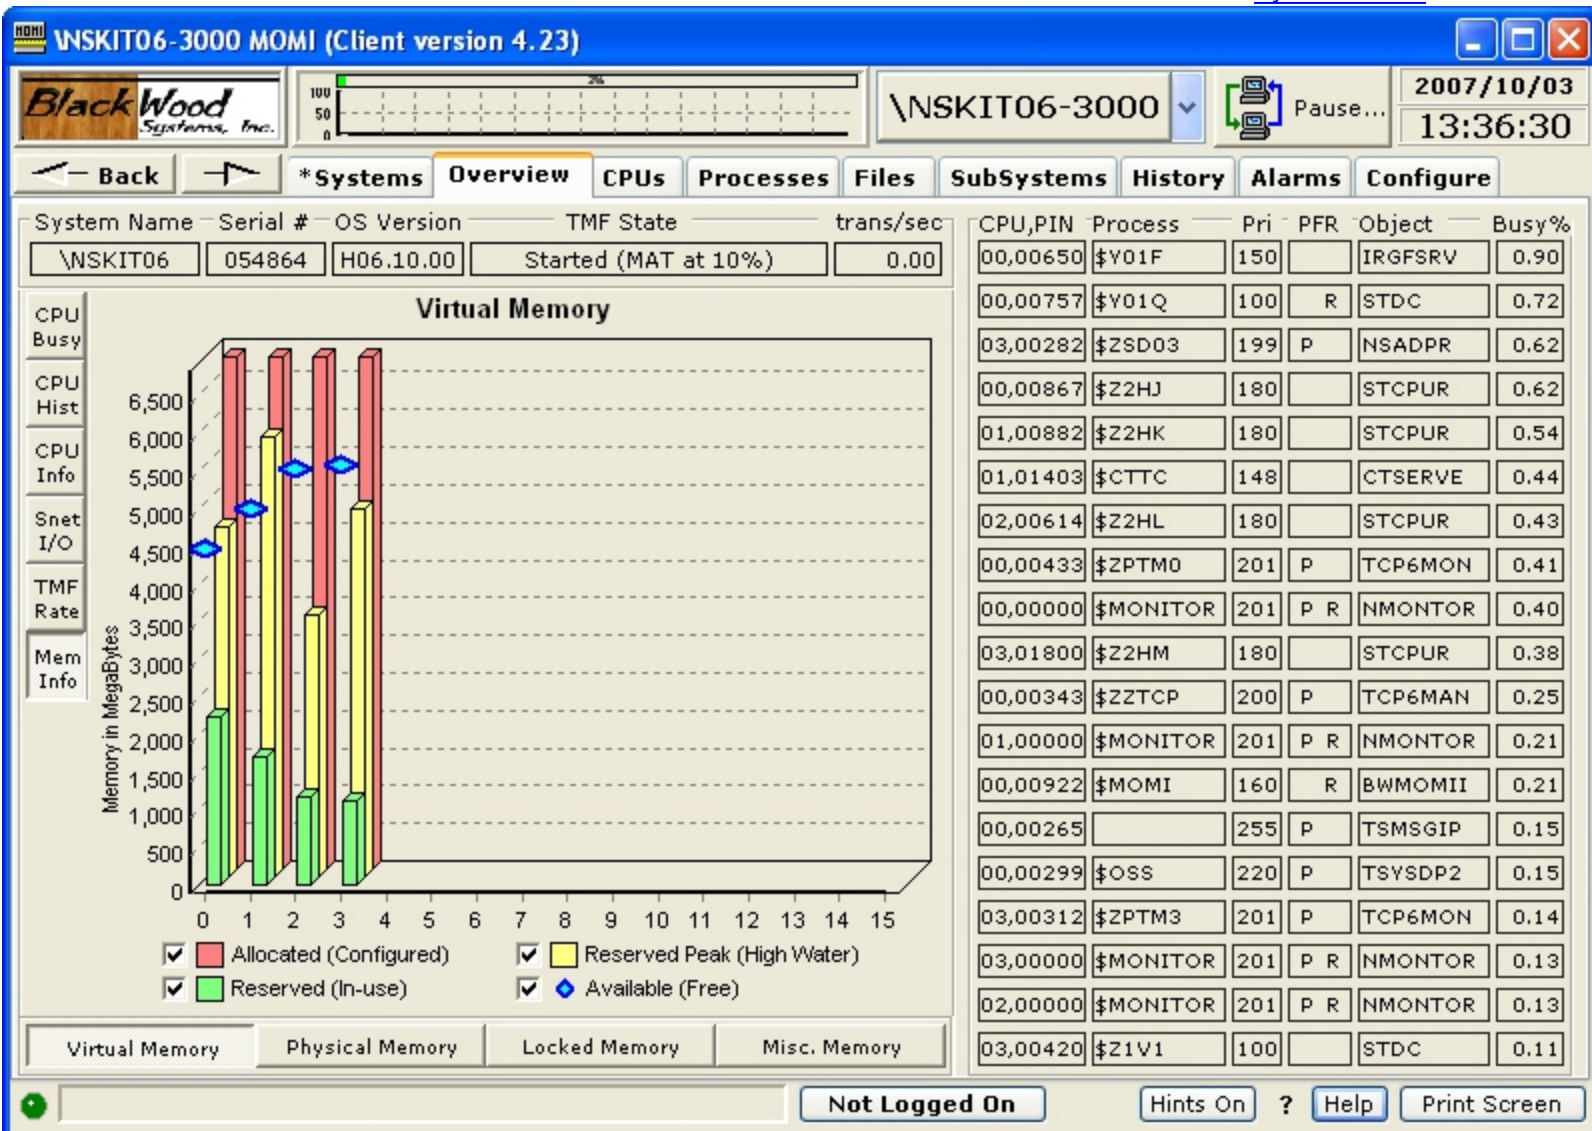 MOMI \NSKIT06-3000 MOMI (Client version 4.23)
BlackWood
Systems, Inc.
2%
100
50
0
\NSKIT06-3000
Pause...
2007/10/03
13:36:30
Back
*Systems Overview CPUs Processes Files SubSystems History Alarms Configure
System Name Serial # OS Version TMF State trans/sec
\NSKIT06 054864 H06.10.00 Started (MAT at 10%) 0.00
CPU Busy
CPU Hist
CPU Info
Snet I/O
TMF Rate
Mem Info
Virtual Memory
Memory in MegaBytes
6,500
6,000
5,500
5,000
4,500
4,000
3,500
3,000
2,500
2,000
1,500
1,000
500
0
0 1 2 3 4 5 6 7 8 9 10 11 12 13 14 15
Allocated (Configured) Reserved Peak (High Water)
Reserved (In-use) Available (Free)
Virtual Memory Physical Memory Locked Memory Misc. Memory
CPU,PIN Process Pri PFR Object Busy%
00,00650 $Y01F 150 IRGFSRV 0.90
00,00757 $Y01Q 100 R STDC 0.72
03,00282 $ZSD03 199 P NSADPR 0.62
00,00867 $Z2HJ 180 STCPUR 0.62
01,00882 $Z2HK 180 STCPUR 0.54
01,01403 $CTTC 148 CTSERVE 0.44
02,00614 $Z2HL 180 STCPUR 0.43
00,00433 $ZPTM0 201 P TCP6MON 0.41
00,00000 $MONITOR 201 P R NMONTOR 0.40
03,01800 $Z2HM 180 STCPUR 0.38
00,00343 $ZZTCP 200 P TCP6MAN 0.25
01,00000 $MONITOR 201 P R NMONTOR 0.21
00,00922 $MOMI 160 R BWMOMII 0.21
00,00265 255 P TSMSGIP 0.15
00,00299 $OSS 220 P TSYSDP2 0.15
03,00312 $ZPTM3 201 P TCP6MON 0.14
03,00000 $MONITOR 201 P R NMONTOR 0.13
02,00000 $MONITOR 201 P R NMONTOR 0.13
03,00420 $Z1V1 100 STDC 0.11
Not Logged On Hints On ? Help Print Screen